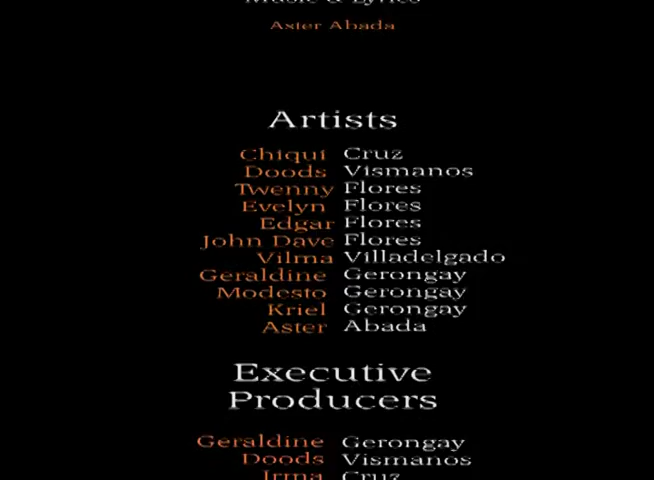 Music & Lyrics
Aster Abada
Artists
Chiqui Cruz
Doods Vismanos
Twenny Flores
Evelyn Flores
Edgar Flores
John Dave Flores
Vilma Villadelgado
Geraldine Gerongay
Modesto Gerongay
Kriel Gerongay
Aster Abada
Executive
Producers
Geraldine Gerongay
Doods Vismanos
Irma Cruz